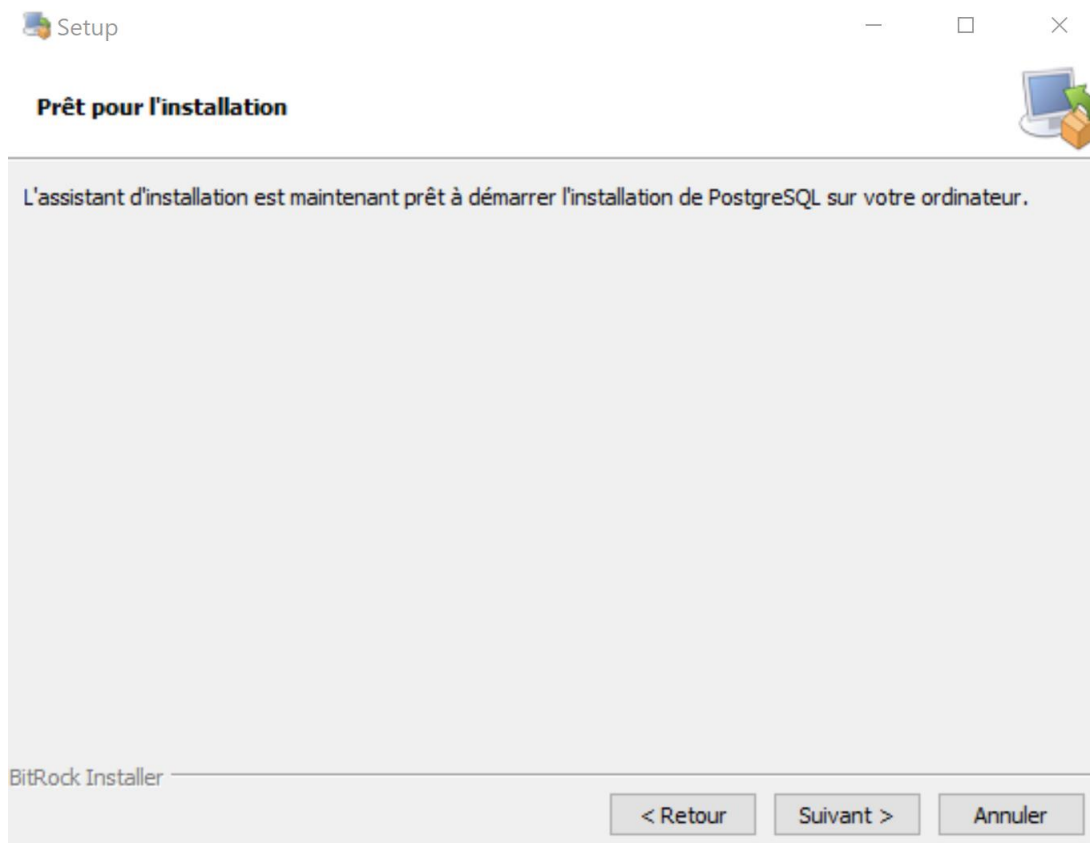 Setup
Prêt pour l'installation
L'assistant d'installation est maintenant prêt à démarrer l'installation de PostgreSQL sur votre ordinateur.
BitRock Installer
< Retour
Suivant >
Annuler